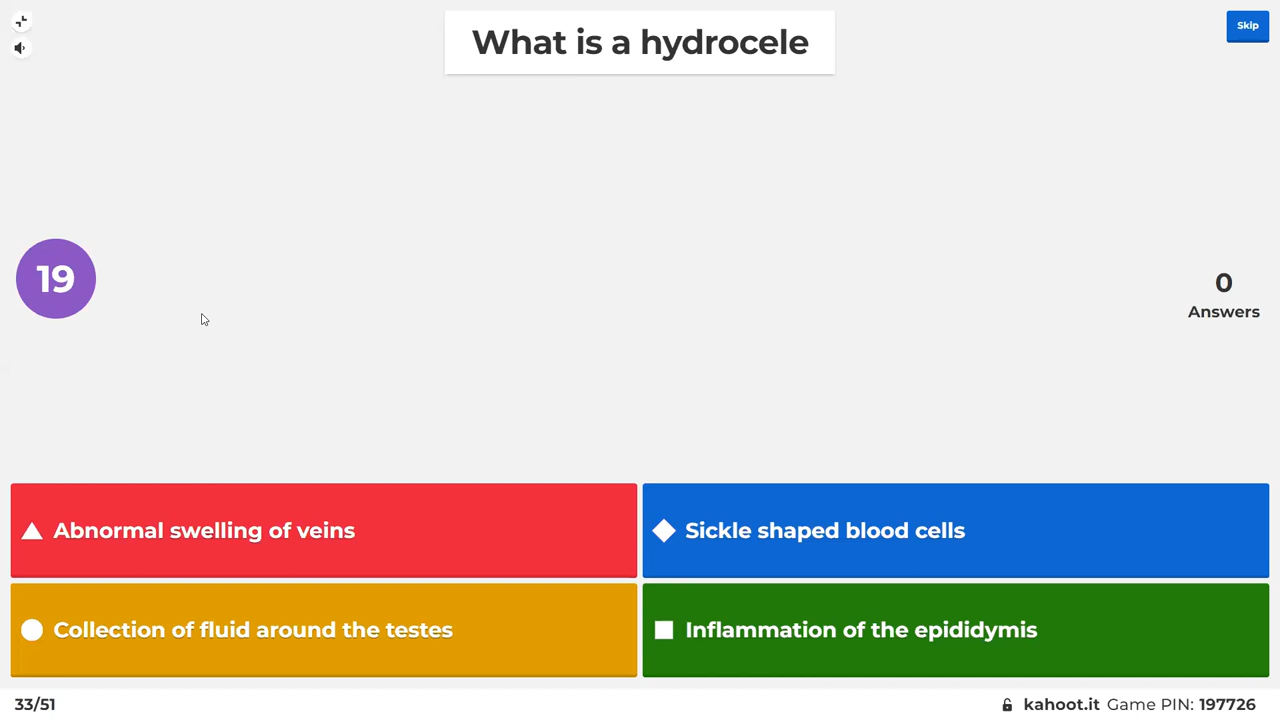 What is a hydrocele
Skip
19
0
Answers
Abnormal swelling of veins
Sickle shaped blood cells
Collection of fluid around the testes
Inflammation of the epididymis
33/51
kahoot.it Game PIN: 197726